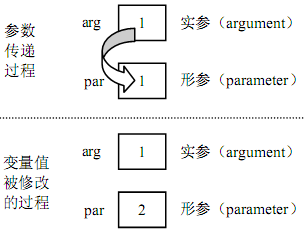 参数
传递
过程
arg 1 实参（argument）
par 1 形参（parameter）
变量值
被修改
的过程
arg 1 实参（argument）
par 2 形参（parameter）